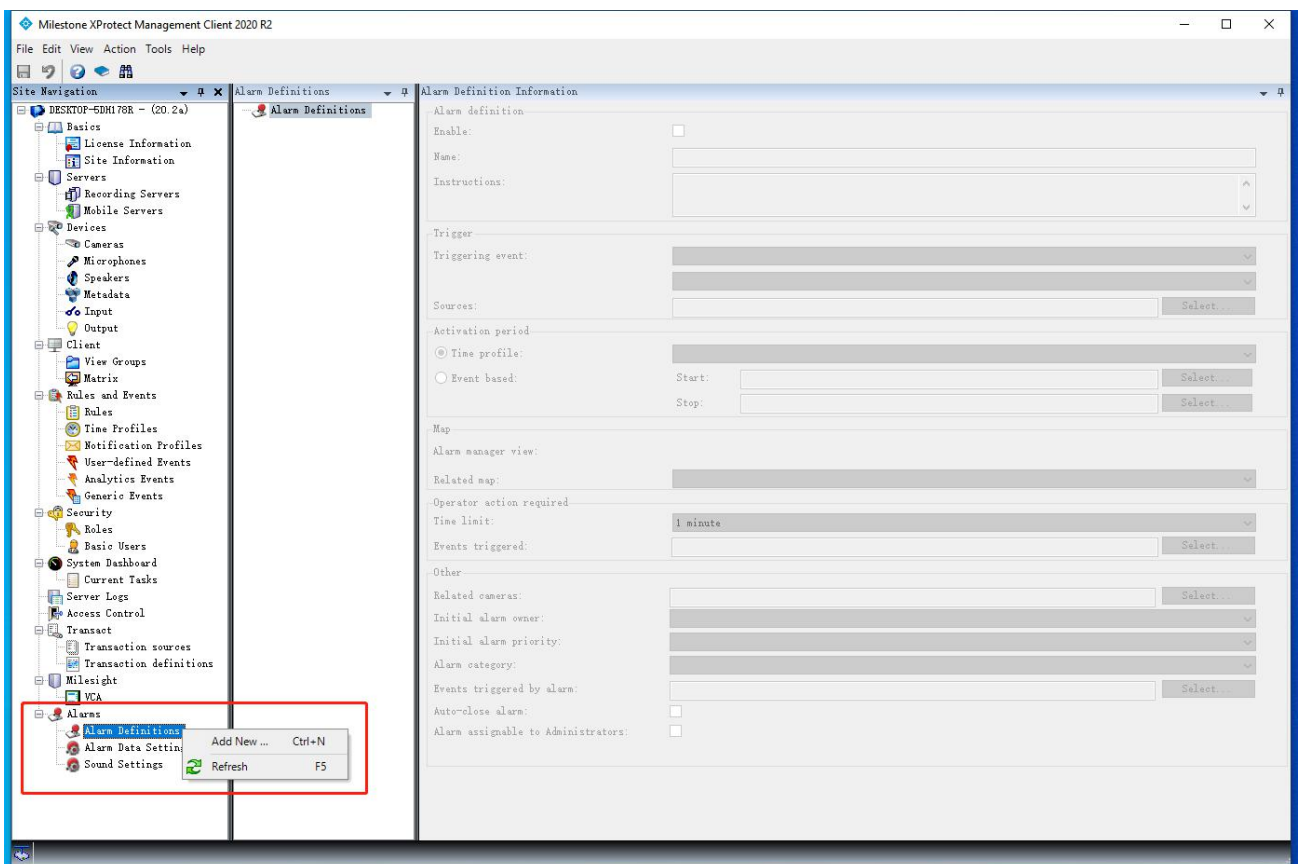 Milestone XProtect Management Client 2020 R2
File Edit View Action Tools Help
Site Navigation
DESKTOP-5DH178R - (20.2a)
Basics
License Information
Site Information
Servers
Recording Servers
Mobile Servers
Devices
Cameras
Microphones
Speakers
Metadata
Input
Output
Client
View Groups
Matrix
Rules and Events
Rules
Time Profiles
Notification Profiles
User-defined Events
Analytics Events
Generic Events
Security
Roles
Basic Users
System Dashboard
Current Tasks
Server Logs
Access Control
Transact
Transaction sources
Transaction definitions
Milesight
VCA
Alarms
Alarm Definitions
Alarm Data Settin
Sound Settings
Add New ... Ctrl+N
Refresh F5
Alarm Definitions
Alarm Definitions
Alarm Definition Information
Alarm definition
Enable:
Name:
Instructions:
Trigger
Triggering event:
Sources: Select...
Activation period
Time profile:
Event based: Start: Select...
Stop: Select...
Map
Alarm manager view:
Related map:
Operator action required
Time limit: 1 minute
Events triggered: Select...
Other
Related cameras: Select...
Initial alarm owner:
Initial alarm priority:
Alarm category:
Events triggered by alarm: Select...
Auto-close alarm:
Alarm assignable to Administrators: